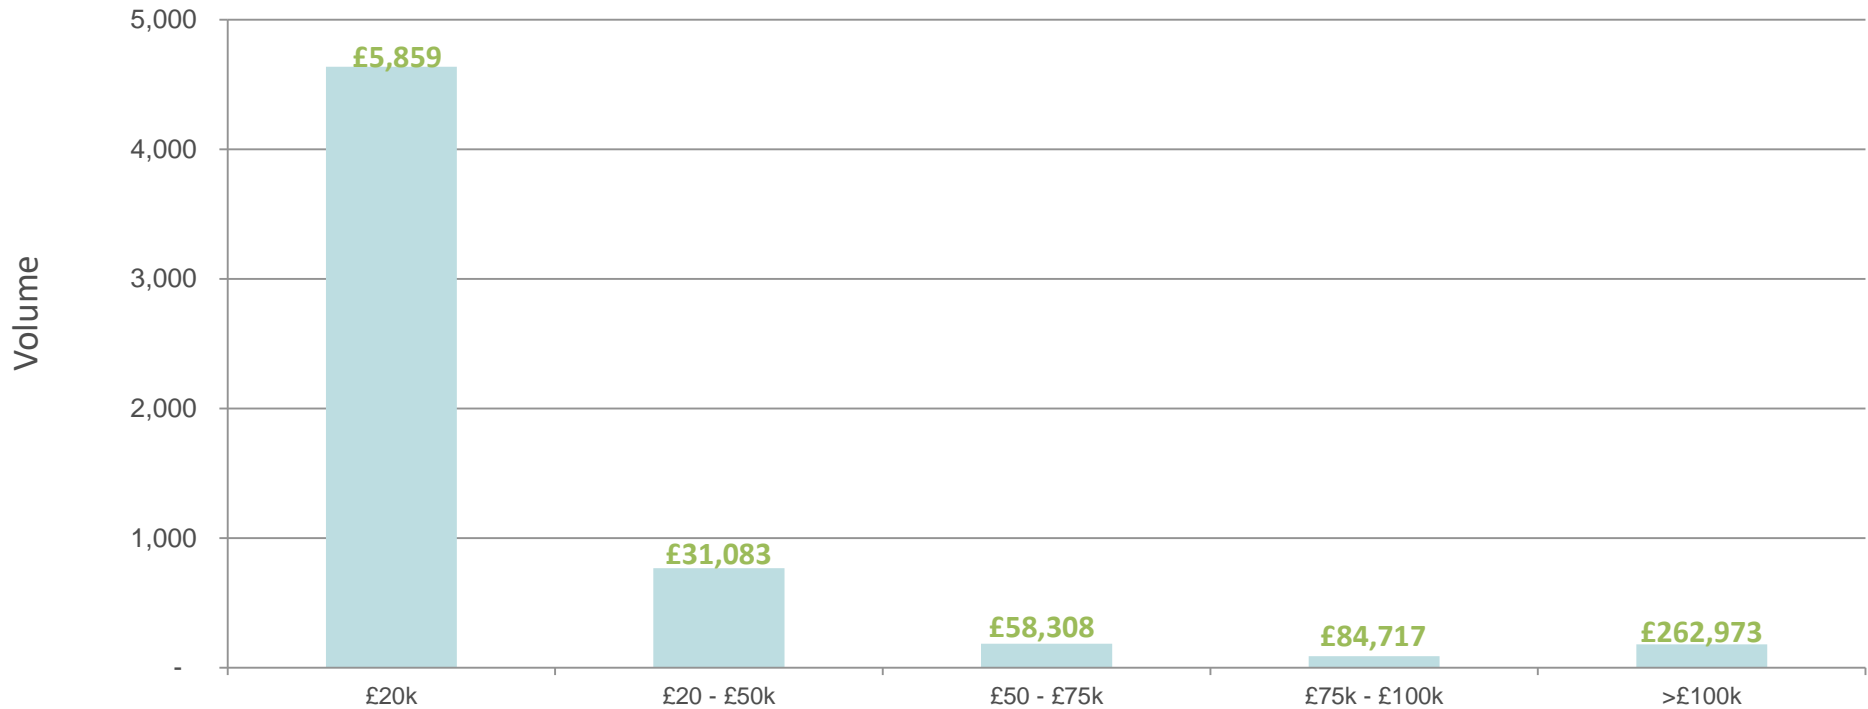 5,000
4,000
3,000
2,000
1,000
-
Volume
£5,859
£31,083
£58,308
£84,717
£262,973
£20k
£20 - £50k
£50 - £75k
£75k - £100k
>£100k